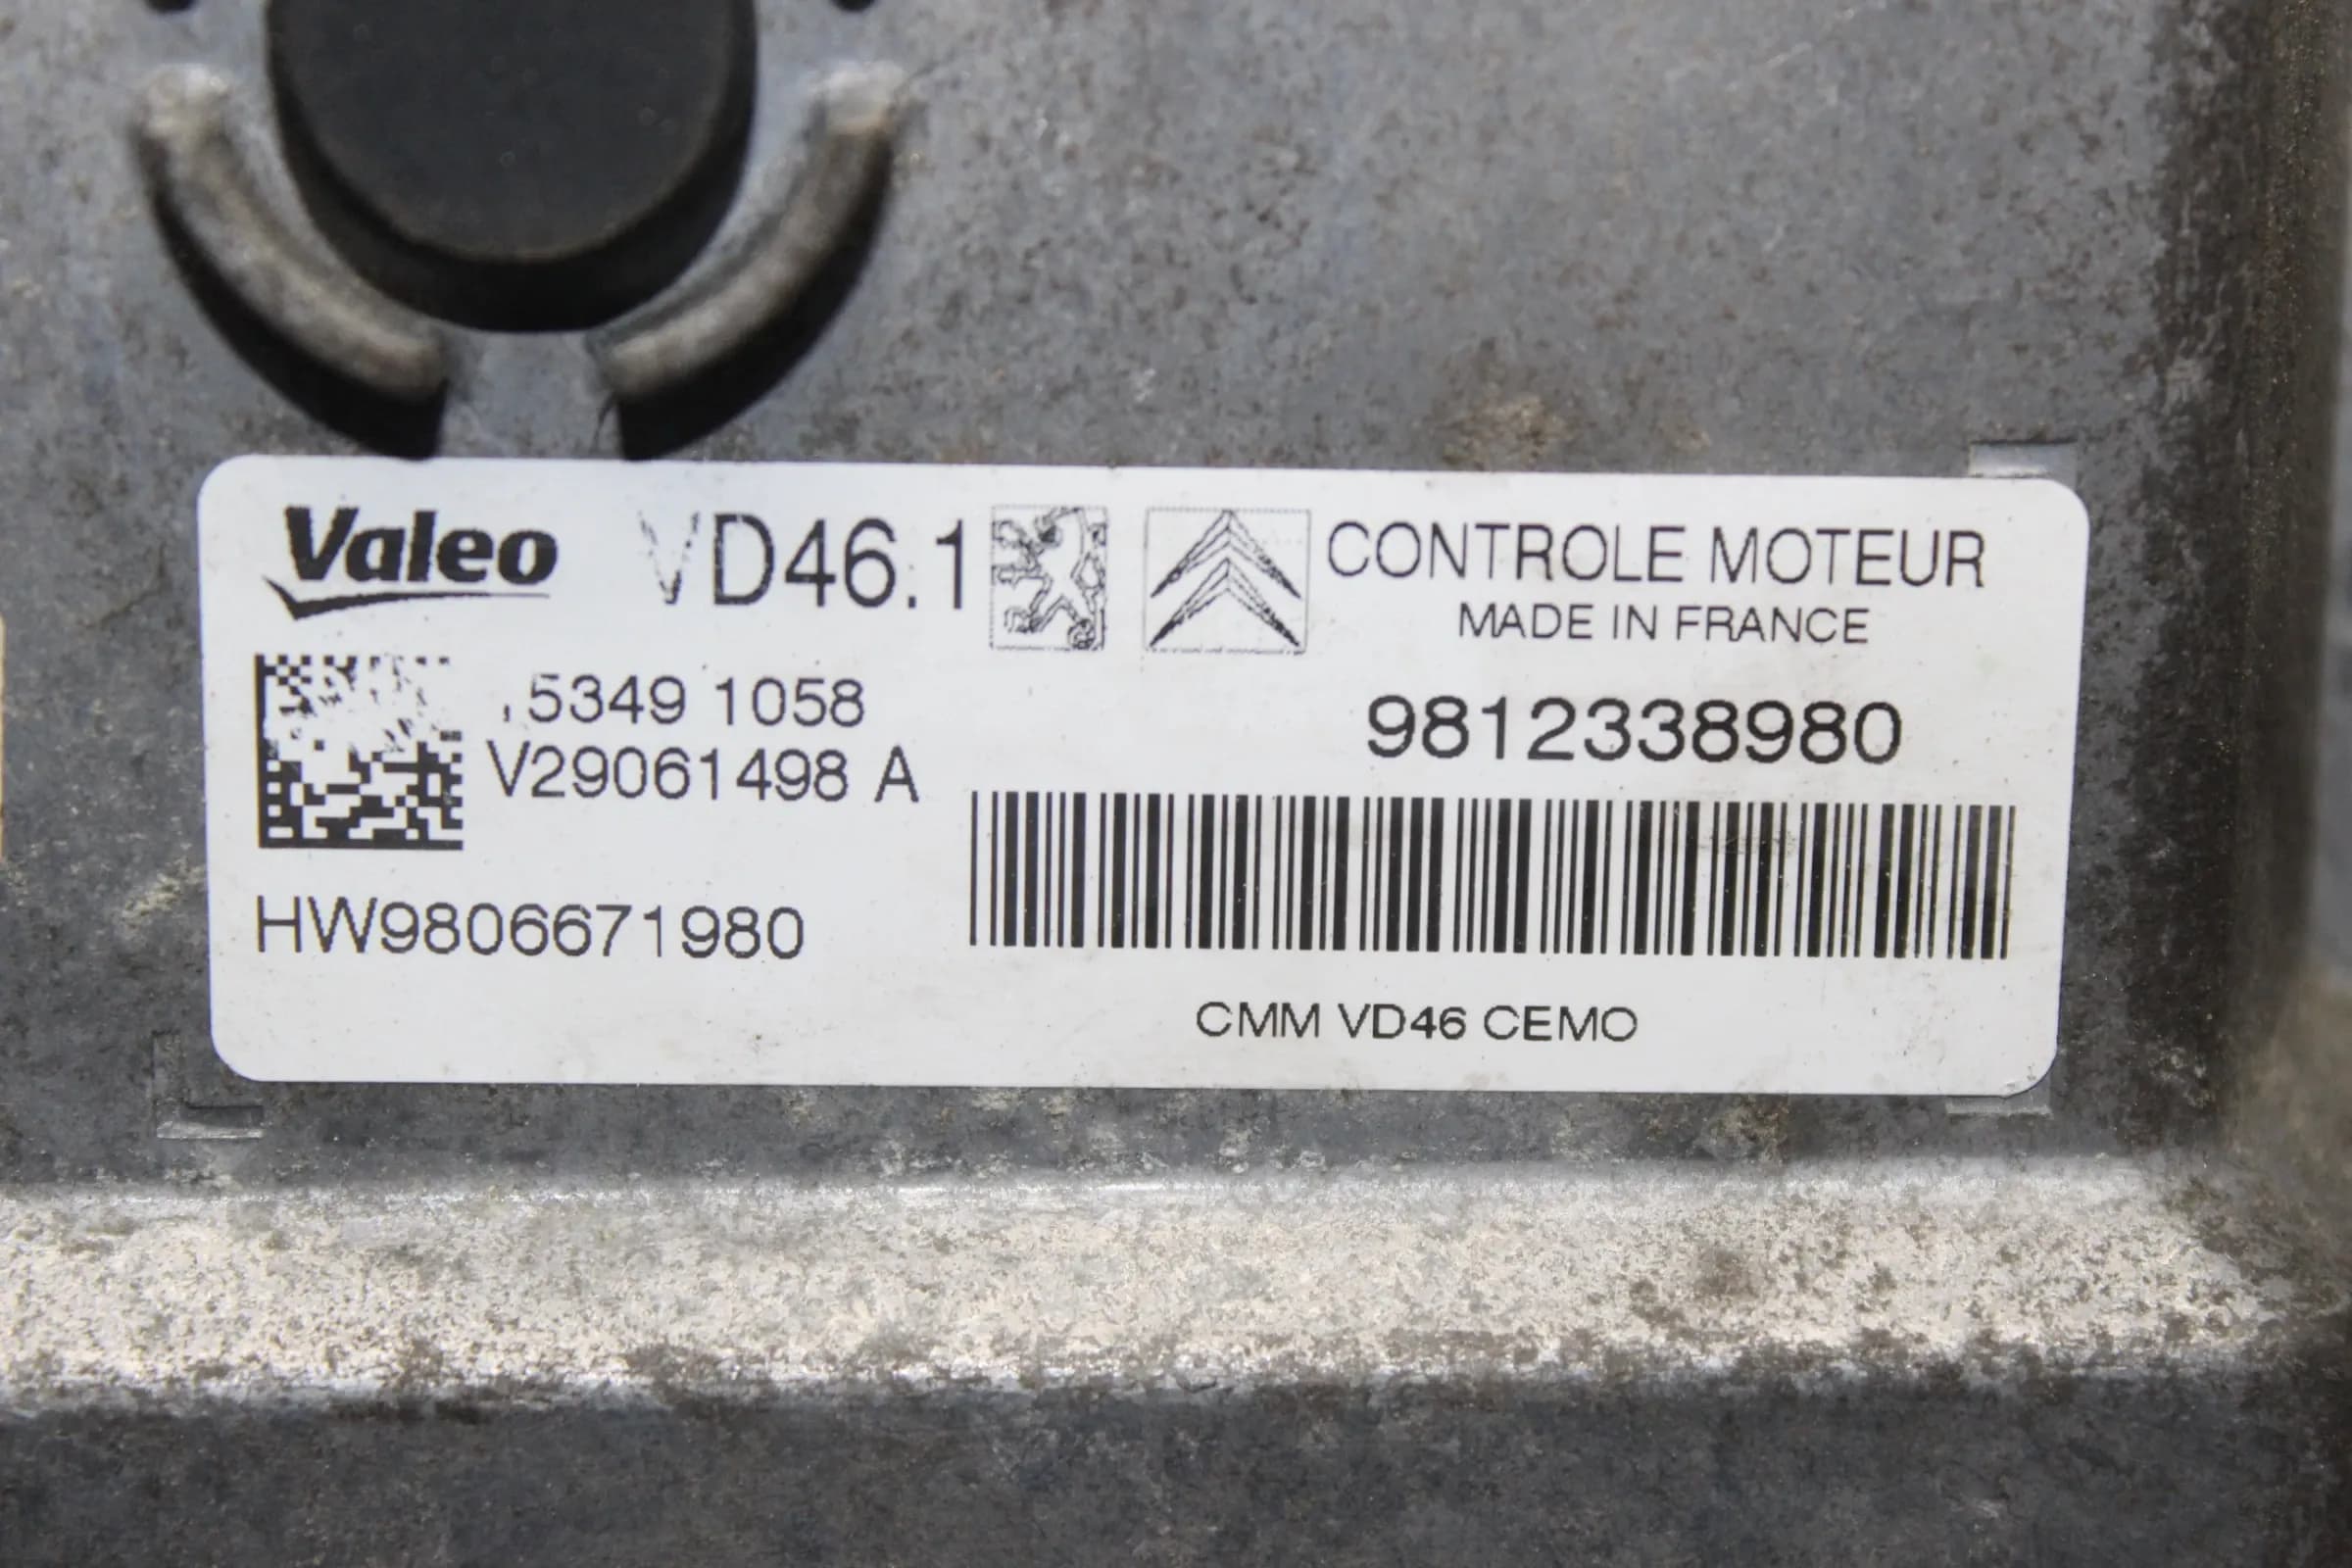 Valeo VD46.1 CONTROLE MOTEUR
MADE IN FRANCE
5349 1058
9812338980
V29061498 A
HW9806671980
CMM VD46 CEMO